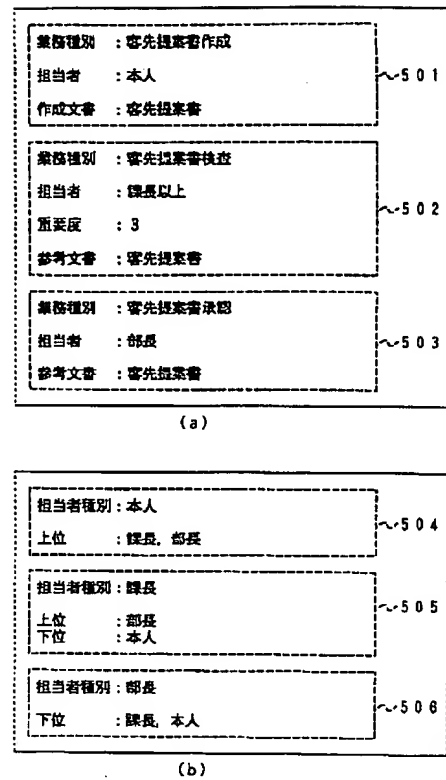 業務種別 : 客先提案書作成
担当者 : 本人
作成文書 : 客先提案書
501
業務種別 : 客先提案書検査
担当者 : 課長以上
重要度 : 3
参考文書 : 客先提案書
502
業務種別 : 客先提案書承認
担当者 : 部長
参考文書 : 客先提案書
503
(a)
担当者種別 : 本人
上位 : 課長, 部長
504
担当者種別 : 課長
上位 : 部長
下位 : 本人
505
担当者種別 : 部長
下位 : 課長, 本人
506
(b)